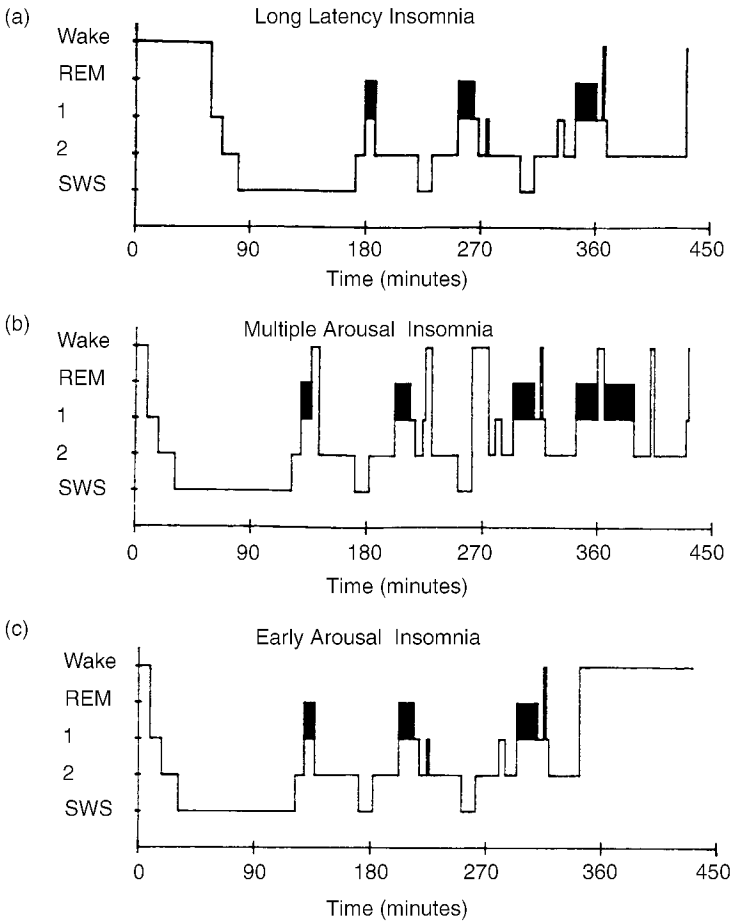 (a)
Long Latency Insomnia
Wake
REM
1
2
SWS
0 90 180 270 360 450
Time (minutes)
(b)
Multiple Arousal Insomnia
Wake
REM
1
2
SWS
0 90 180 270 360 450
Time (minutes)
(c)
Early Arousal Insomnia
Wake
REM
1
2
SWS
0 90 180 270 360 450
Time (minutes)